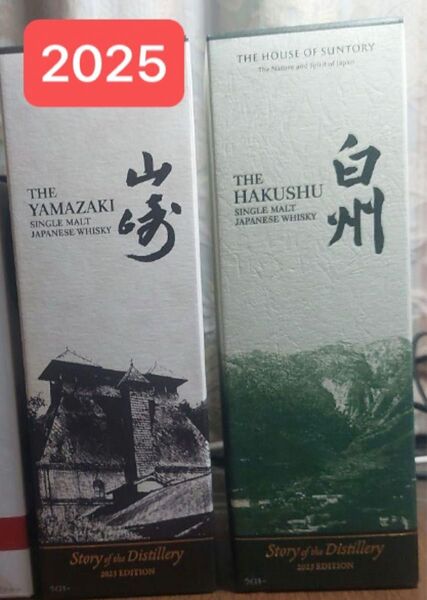 2025
THE
YAMAZAKI
SINGLE MALT
JAPANESE WHISKY
山崎
Story of the Distillery
2025 EDITION
THE HOUSE OF SUNTORY
The Nature and Spirit of Japan
THE
HAKUSHU
SINGLE MALT
JAPANESE WHISKY
白州
Story of the Distillery
2025 EDITION